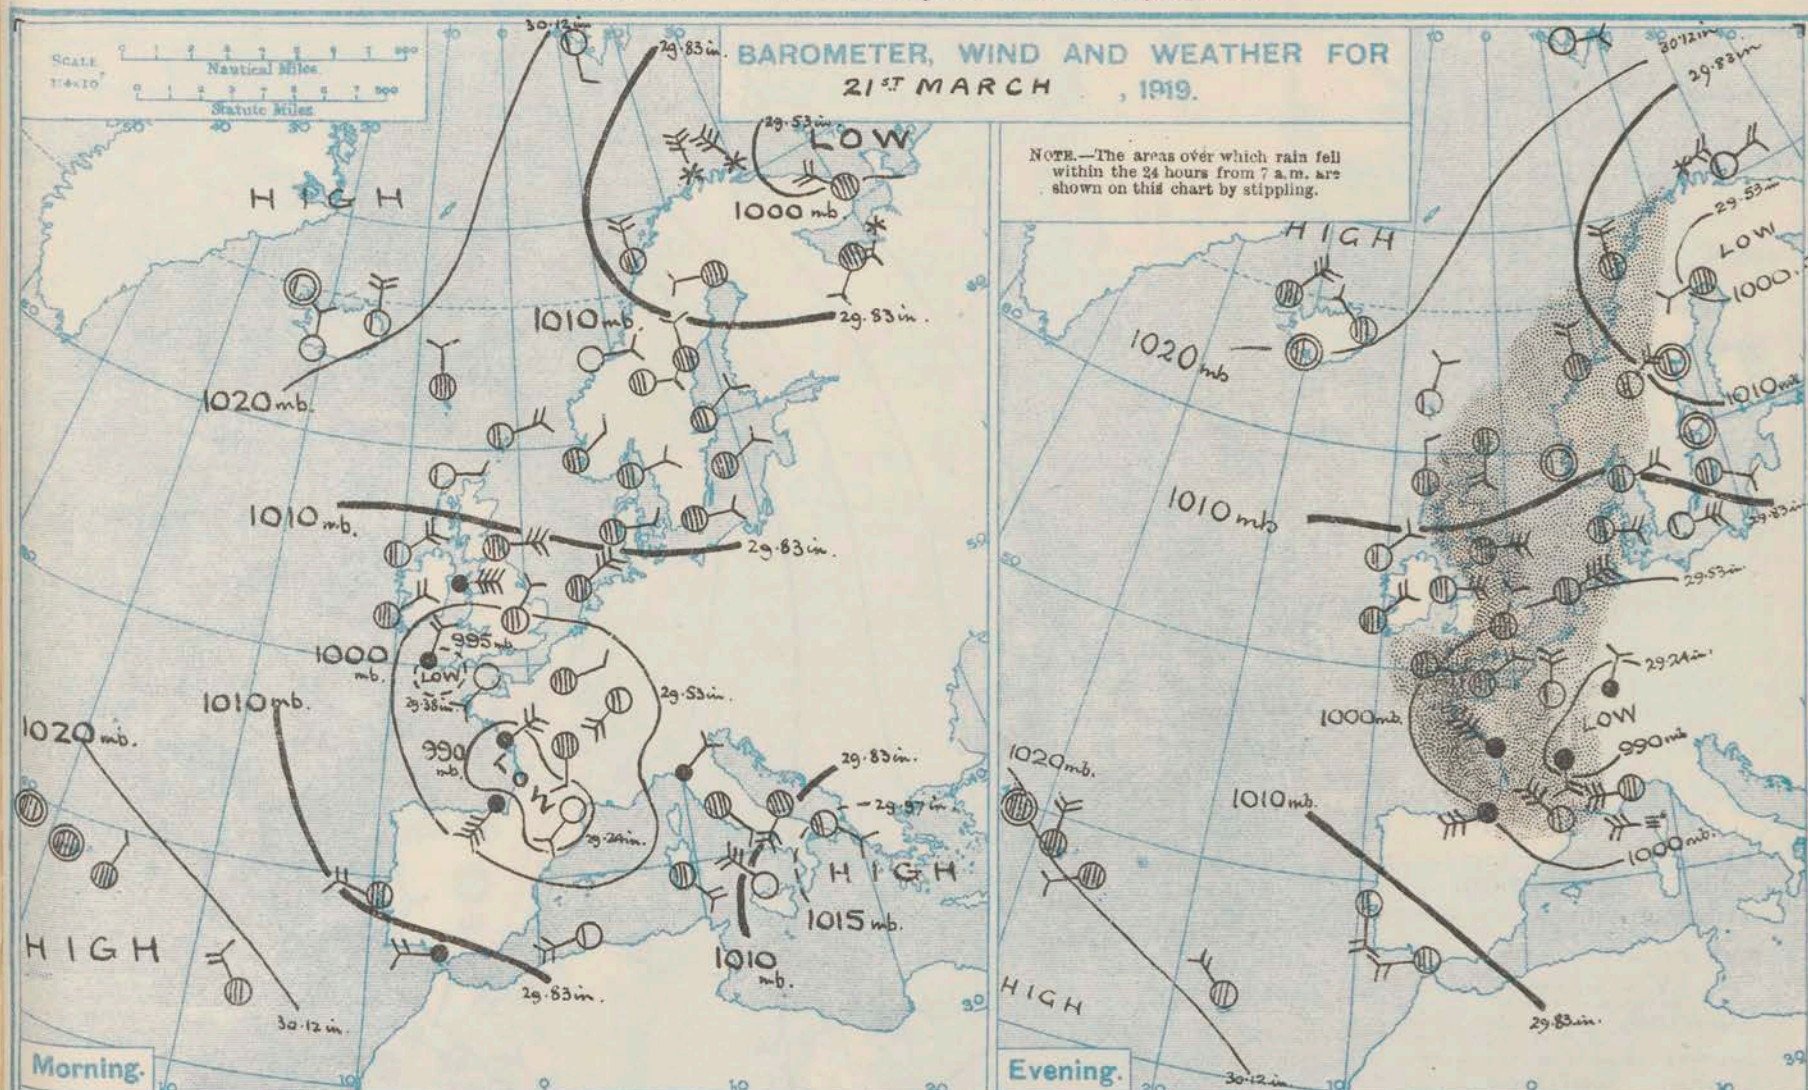 BAROMETER, WIND AND WEATHER FOR
21ST MARCH , 1919.
SCALE
Nautical Miles
Statute Miles
NOTE.—The areas over which rain fell
within the 24 hours from 7 a.m. are
shown on this chart by stippling.
30.12 in
29.83 in.
29.53 in.
LOW
1000 mb.
HIGH
1010 mb.
29.83 in.
1020 mb.
1010 mb.
29.83 in.
1000
mb.
995 mb
LOW
29.38 in.
1010 mb.
1020 mb.
29.53 in.
990
mb.
LOW
29.24 in.
29.83 in.
29.97 in.
HIGH
1015 mb.
1010
mb.
HIGH
29.83 in.
30.12 in.
Morning.
30.12 in
29.83 in
29.53 in
LOW
1000
HIGH
1020 mb
1010 mb
1010 mb
29.83 in.
29.53 in.
29.24 in.
1000 mb.
LOW
990 mb
1020 mb.
1010 mb.
1000 mb.
HIGH
29.83 in.
30.12 in.
Evening.